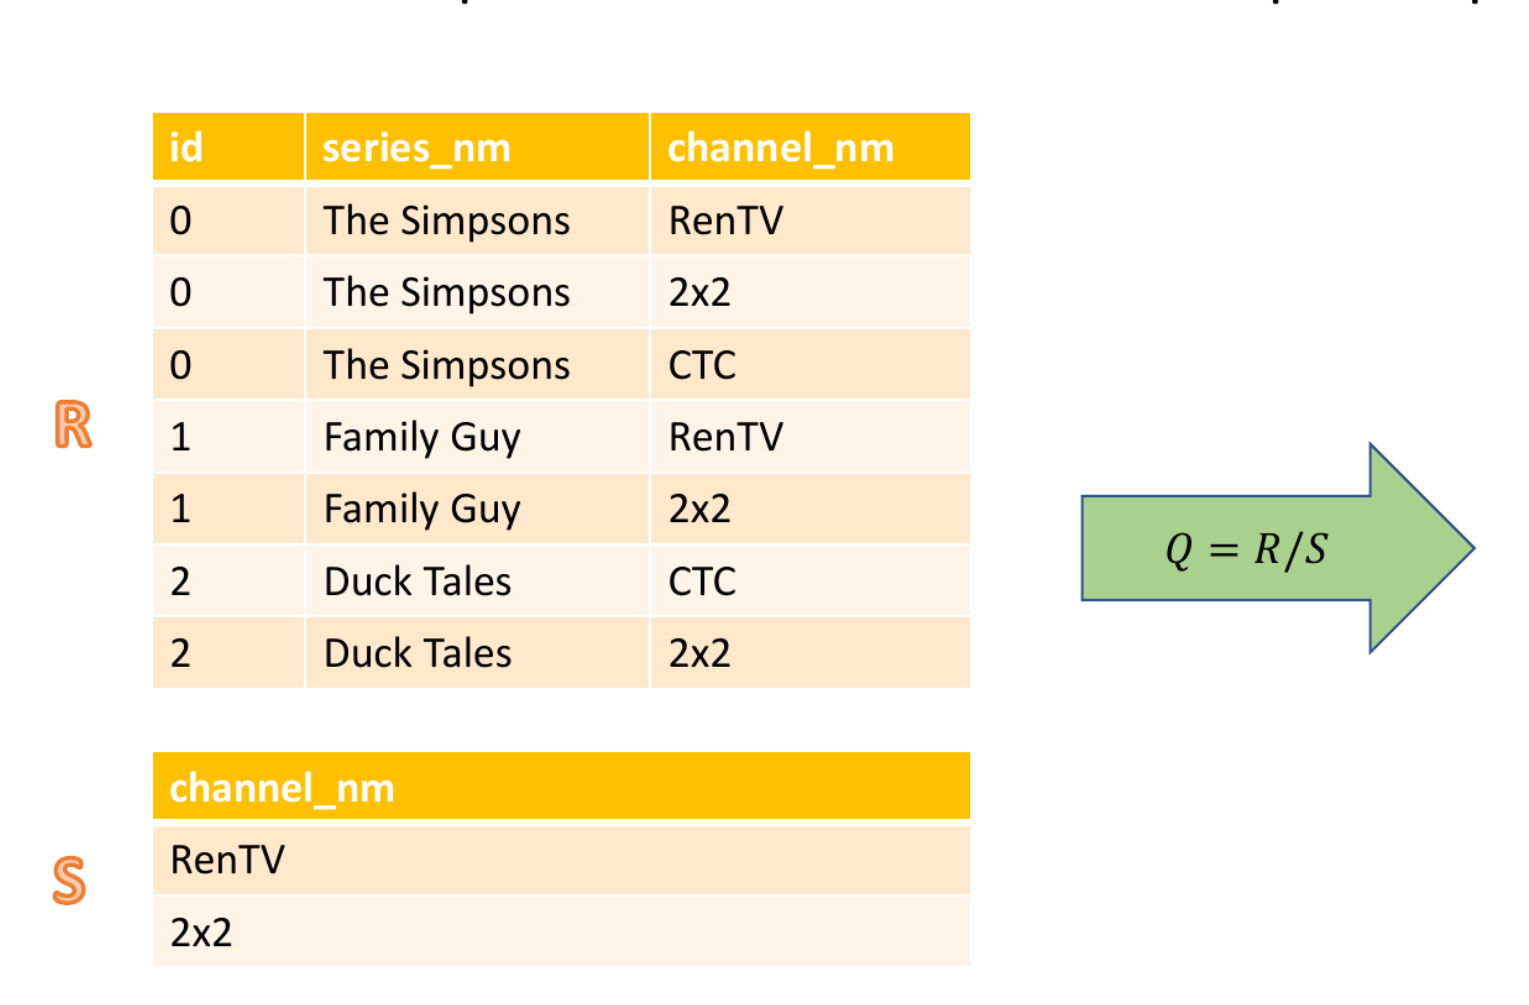 id series_nm channel_nm
0 The Simpsons RenTV
0 The Simpsons 2x2
0 The Simpsons CTC
1 Family Guy RenTV
1 Family Guy 2x2
2 Duck Tales CTC
2 Duck Tales 2x2
R
Q = R/S
channel_nm
RenTV
2x2
S